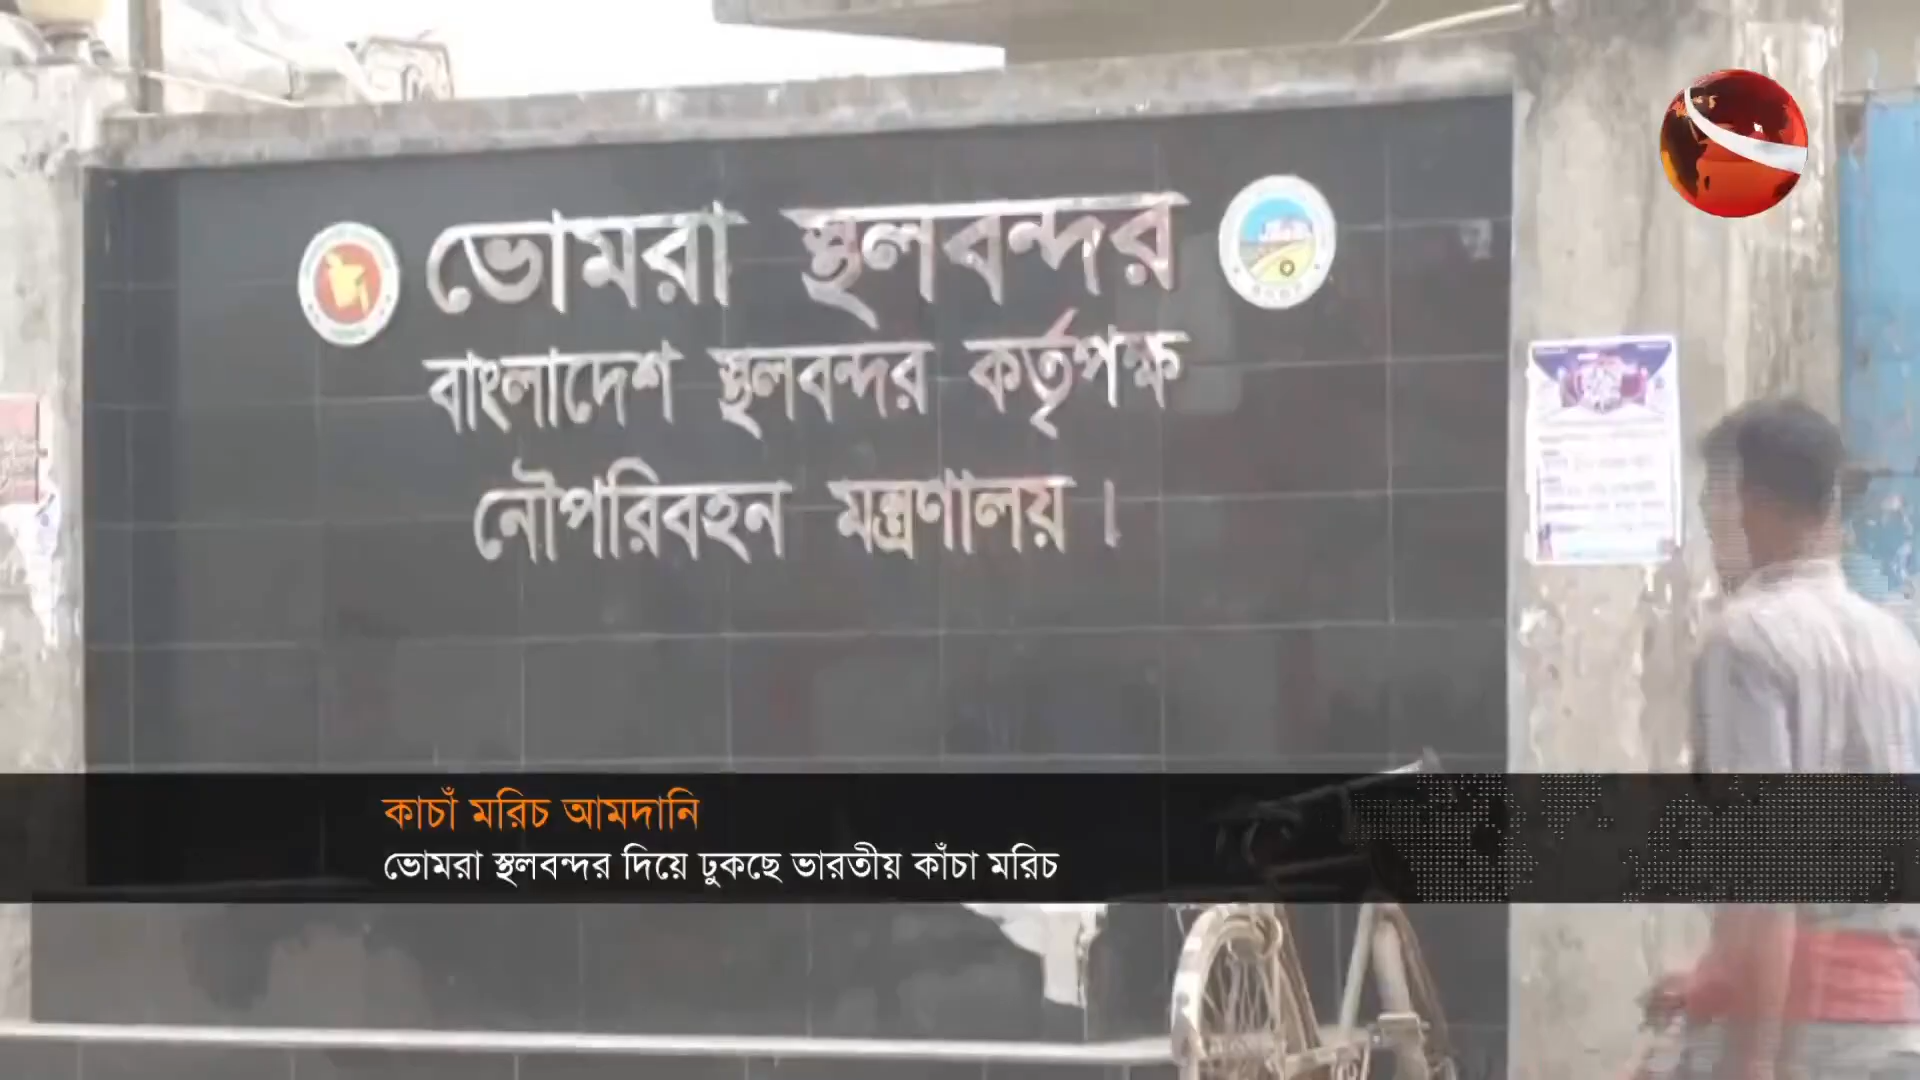 ভোমরা স্থলবন্দর
বাংলাদেশ স্থলবন্দর কর্তৃপক্ষ
নৌপরিবহন মন্ত্রণালয়।
কাচাঁ মরিচ আমদানি
ভোমরা স্থলবন্দর দিয়ে ঢুকছে ভারতীয় কাঁচা মরিচ